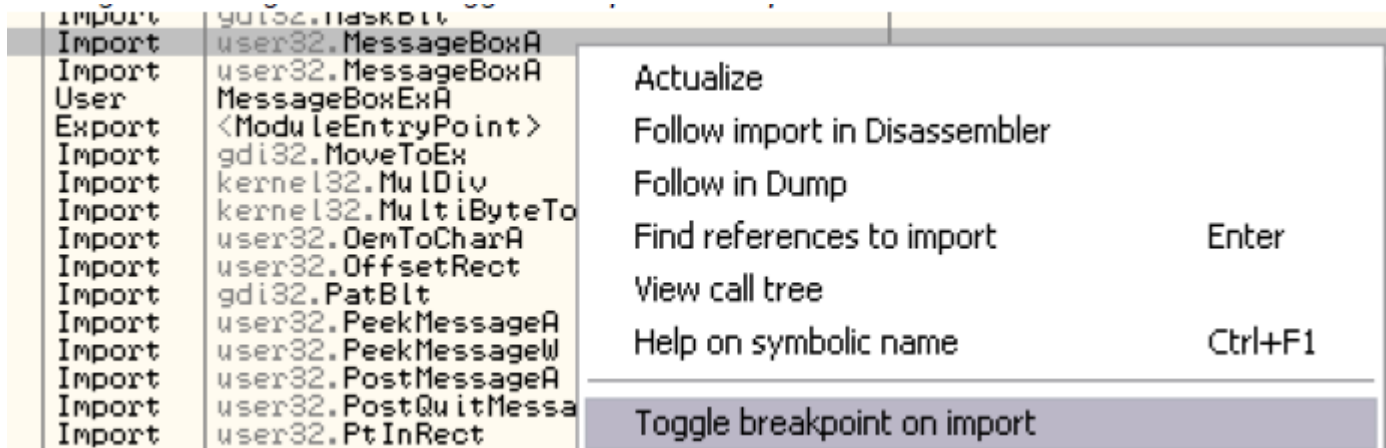 Import gdi32.MaskBlt
Import user32.MessageBoxA
Import user32.MessageBoxA
User MessageBoxExA
Export <ModuleEntryPoint>
Import gdi32.MoveToEx
Import kernel32.MulDiv
Import kernel32.MultiByteTo
Import user32.OemToCharA
Import user32.OffsetRect
Import gdi32.PatBlt
Import user32.PeekMessageA
Import user32.PeekMessageW
Import user32.PostMessageA
Import user32.PostQuitMessa
Import user32.PtInRect
Actualize
Follow import in Disassembler
Follow in Dump
Find references to import Enter
View call tree
Help on symbolic name Ctrl+F1
Toggle breakpoint on import